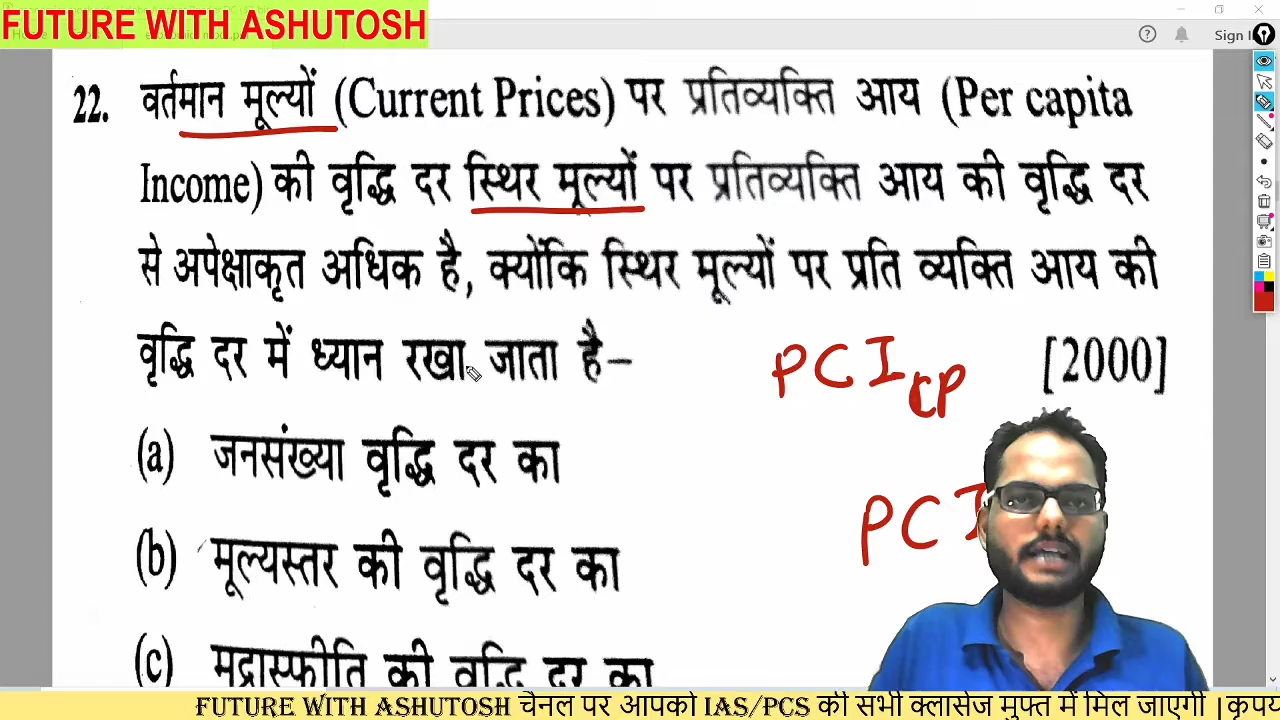 FUTURE WITH ASHUTOSH
Sign I
22. वर्तमान मूल्यों (Current Prices) पर प्रतिव्यक्ति आय (Per capita
Income) की वृद्धि दर स्थिर मूल्यों पर प्रतिव्यक्ति आय की वृद्धि दर
से अपेक्षाकृत अधिक है, क्योंकि स्थिर मूल्यों पर प्रति व्यक्ति आय की
वृद्धि दर में ध्यान रखा जाता है– [2000]
PCI CP
(a) जनसंख्या वृद्धि दर का
PCI
(b) मूल्यस्तर की वृद्धि दर का
(c) मुद्रास्फीति की वृद्धि दर का
FUTURE WITH ASHUTOSH चैनल पर आपको IAS/PCS की सभी क्लासेज मुफ्त में मिल जाएगी । कृपय